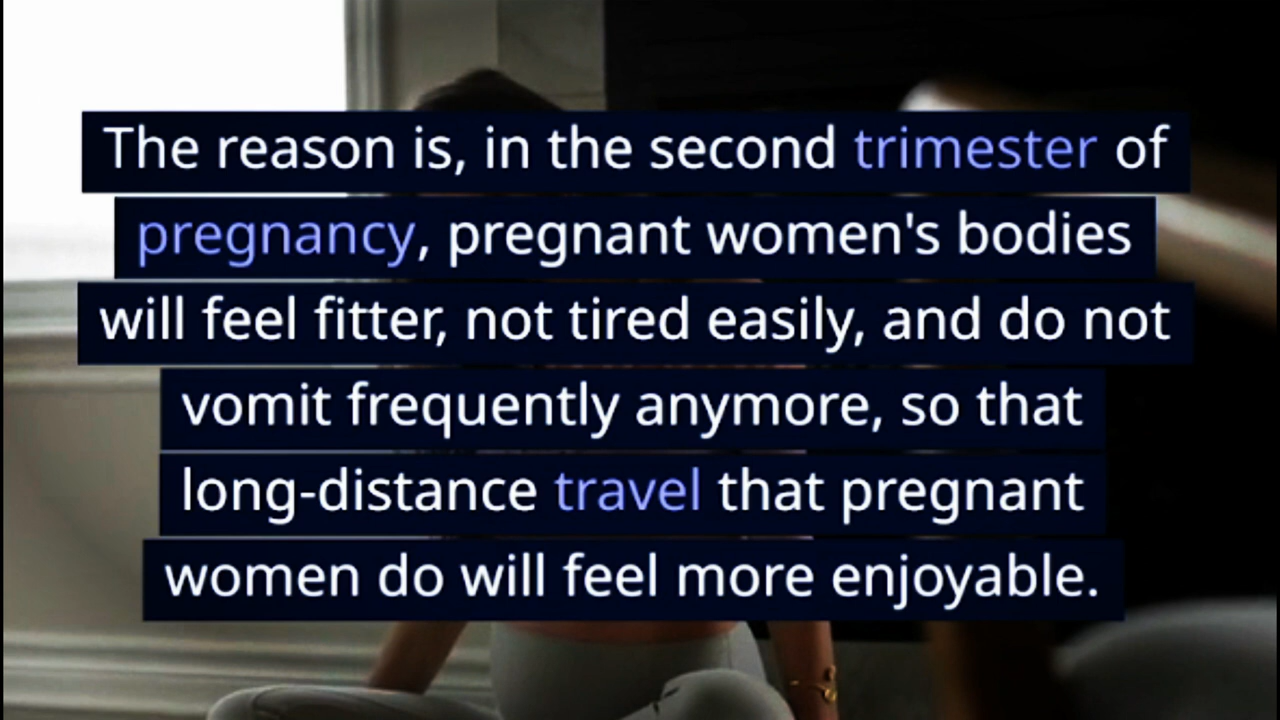 The reason is, in the second trimester of
pregnancy, pregnant women's bodies
will feel fitter, not tired easily, and do not
vomit frequently anymore, so that
long-distance travel that pregnant
women do will feel more enjoyable.